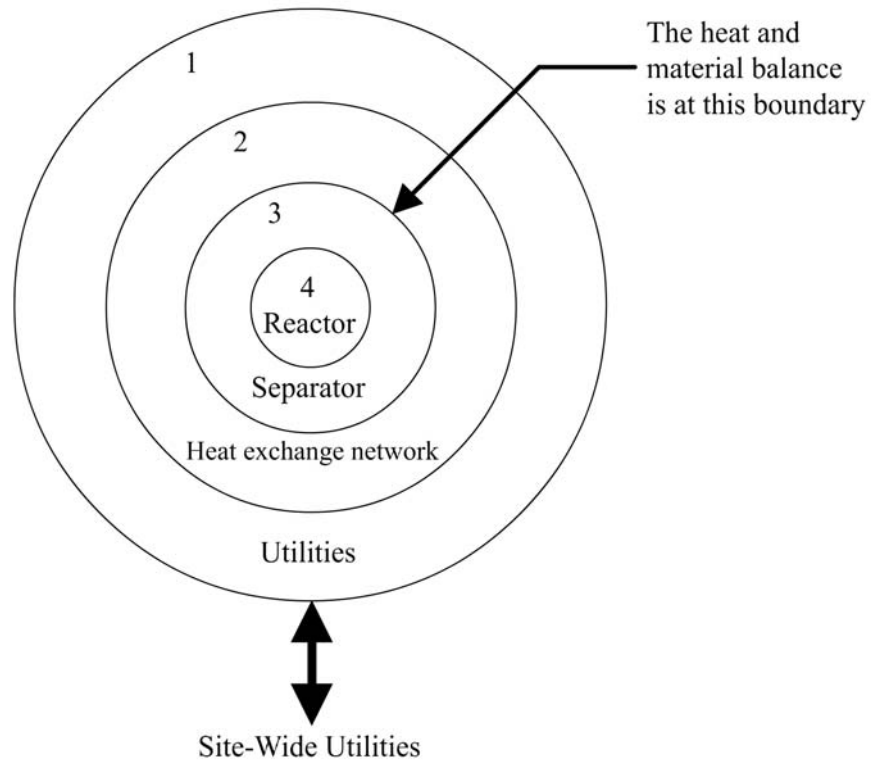 The heat and
material balance
is at this boundary
1
2
3
4
Reactor
Separator
Heat exchange network
Utilities
Site-Wide Utilities